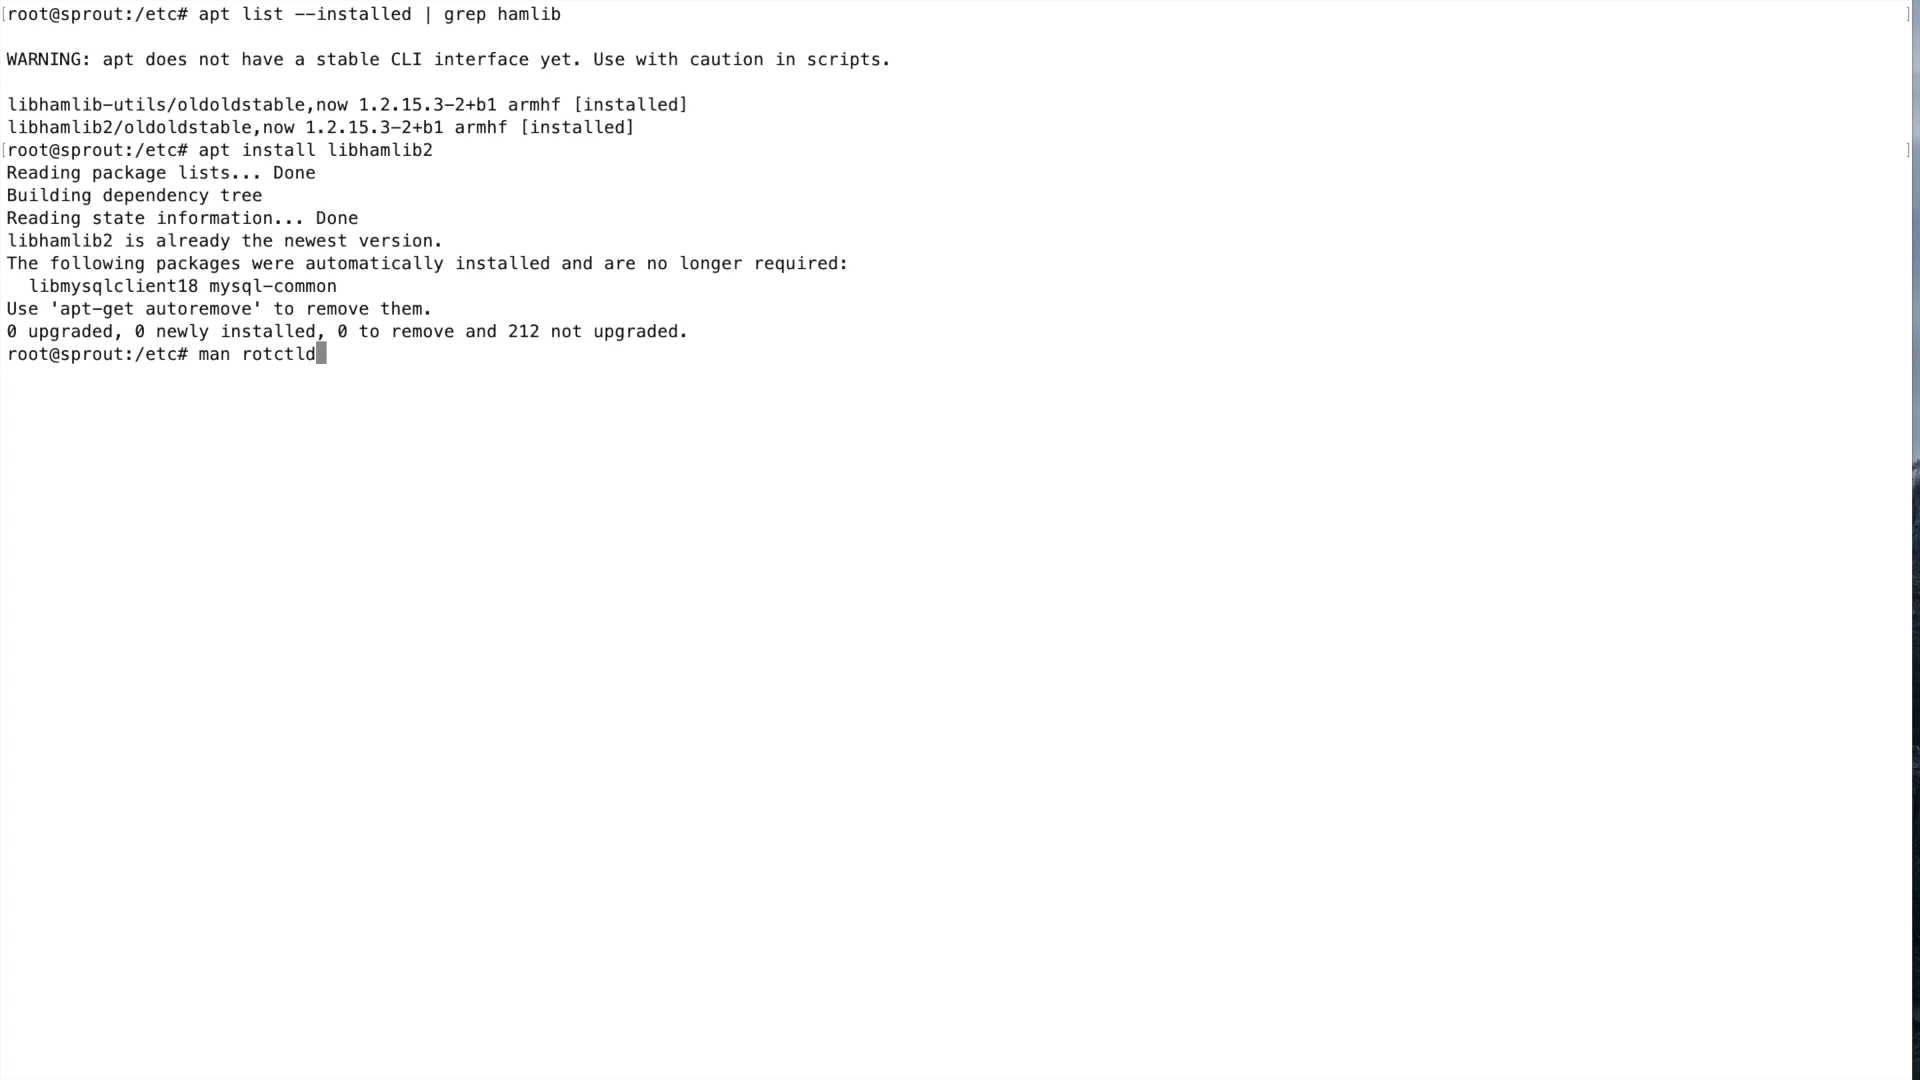 [root@sprout:/etc# apt list --installed | grep hamlib ]
WARNING: apt does not have a stable CLI interface yet. Use with caution in scripts.
libhamlib-utils/oldoldstable,now 1.2.15.3-2+b1 armhf [installed]
libhamlib2/oldoldstable,now 1.2.15.3-2+b1 armhf [installed]
[root@sprout:/etc# apt install libhamlib2 ]
Reading package lists... Done
Building dependency tree
Reading state information... Done
libhamlib2 is already the newest version.
The following packages were automatically installed and are no longer required:
  libmysqlclient18 mysql-common
Use 'apt-get autoremove' to remove them.
0 upgraded, 0 newly installed, 0 to remove and 212 not upgraded.
root@sprout:/etc# man rotctld